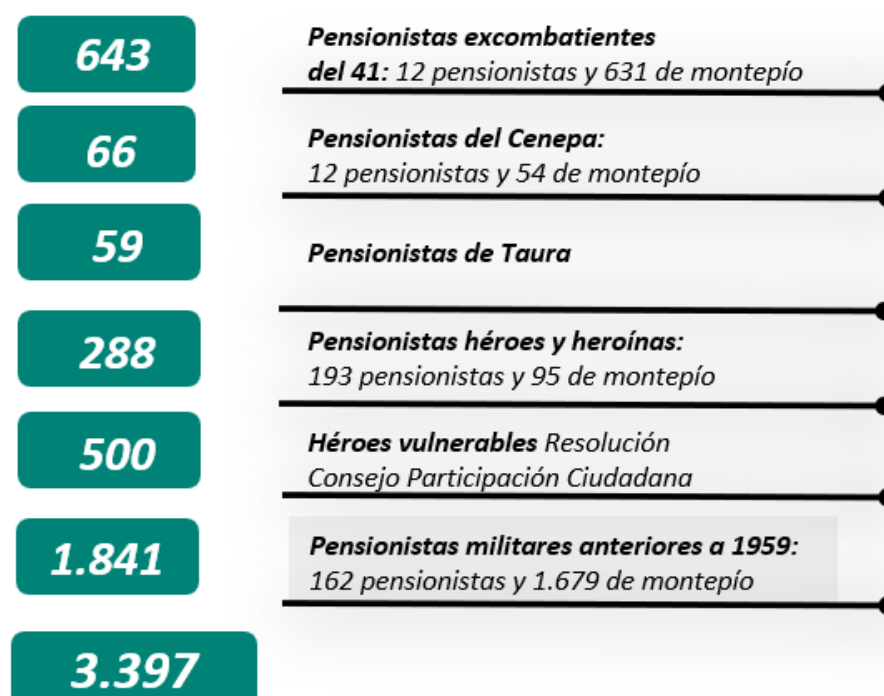 643
Pensionistas excombatientes
del 41: 12 pensionistas y 631 de montepío
66
Pensionistas del Cenepa:
12 pensionistas y 54 de montepío
59
Pensionistas de Taura
288
Pensionistas héroes y heroínas:
193 pensionistas y 95 de montepío
500
Héroes vulnerables Resolución
Consejo Participación Ciudadana
1.841
Pensionistas militares anteriores a 1959:
162 pensionistas y 1.679 de montepío
3.397